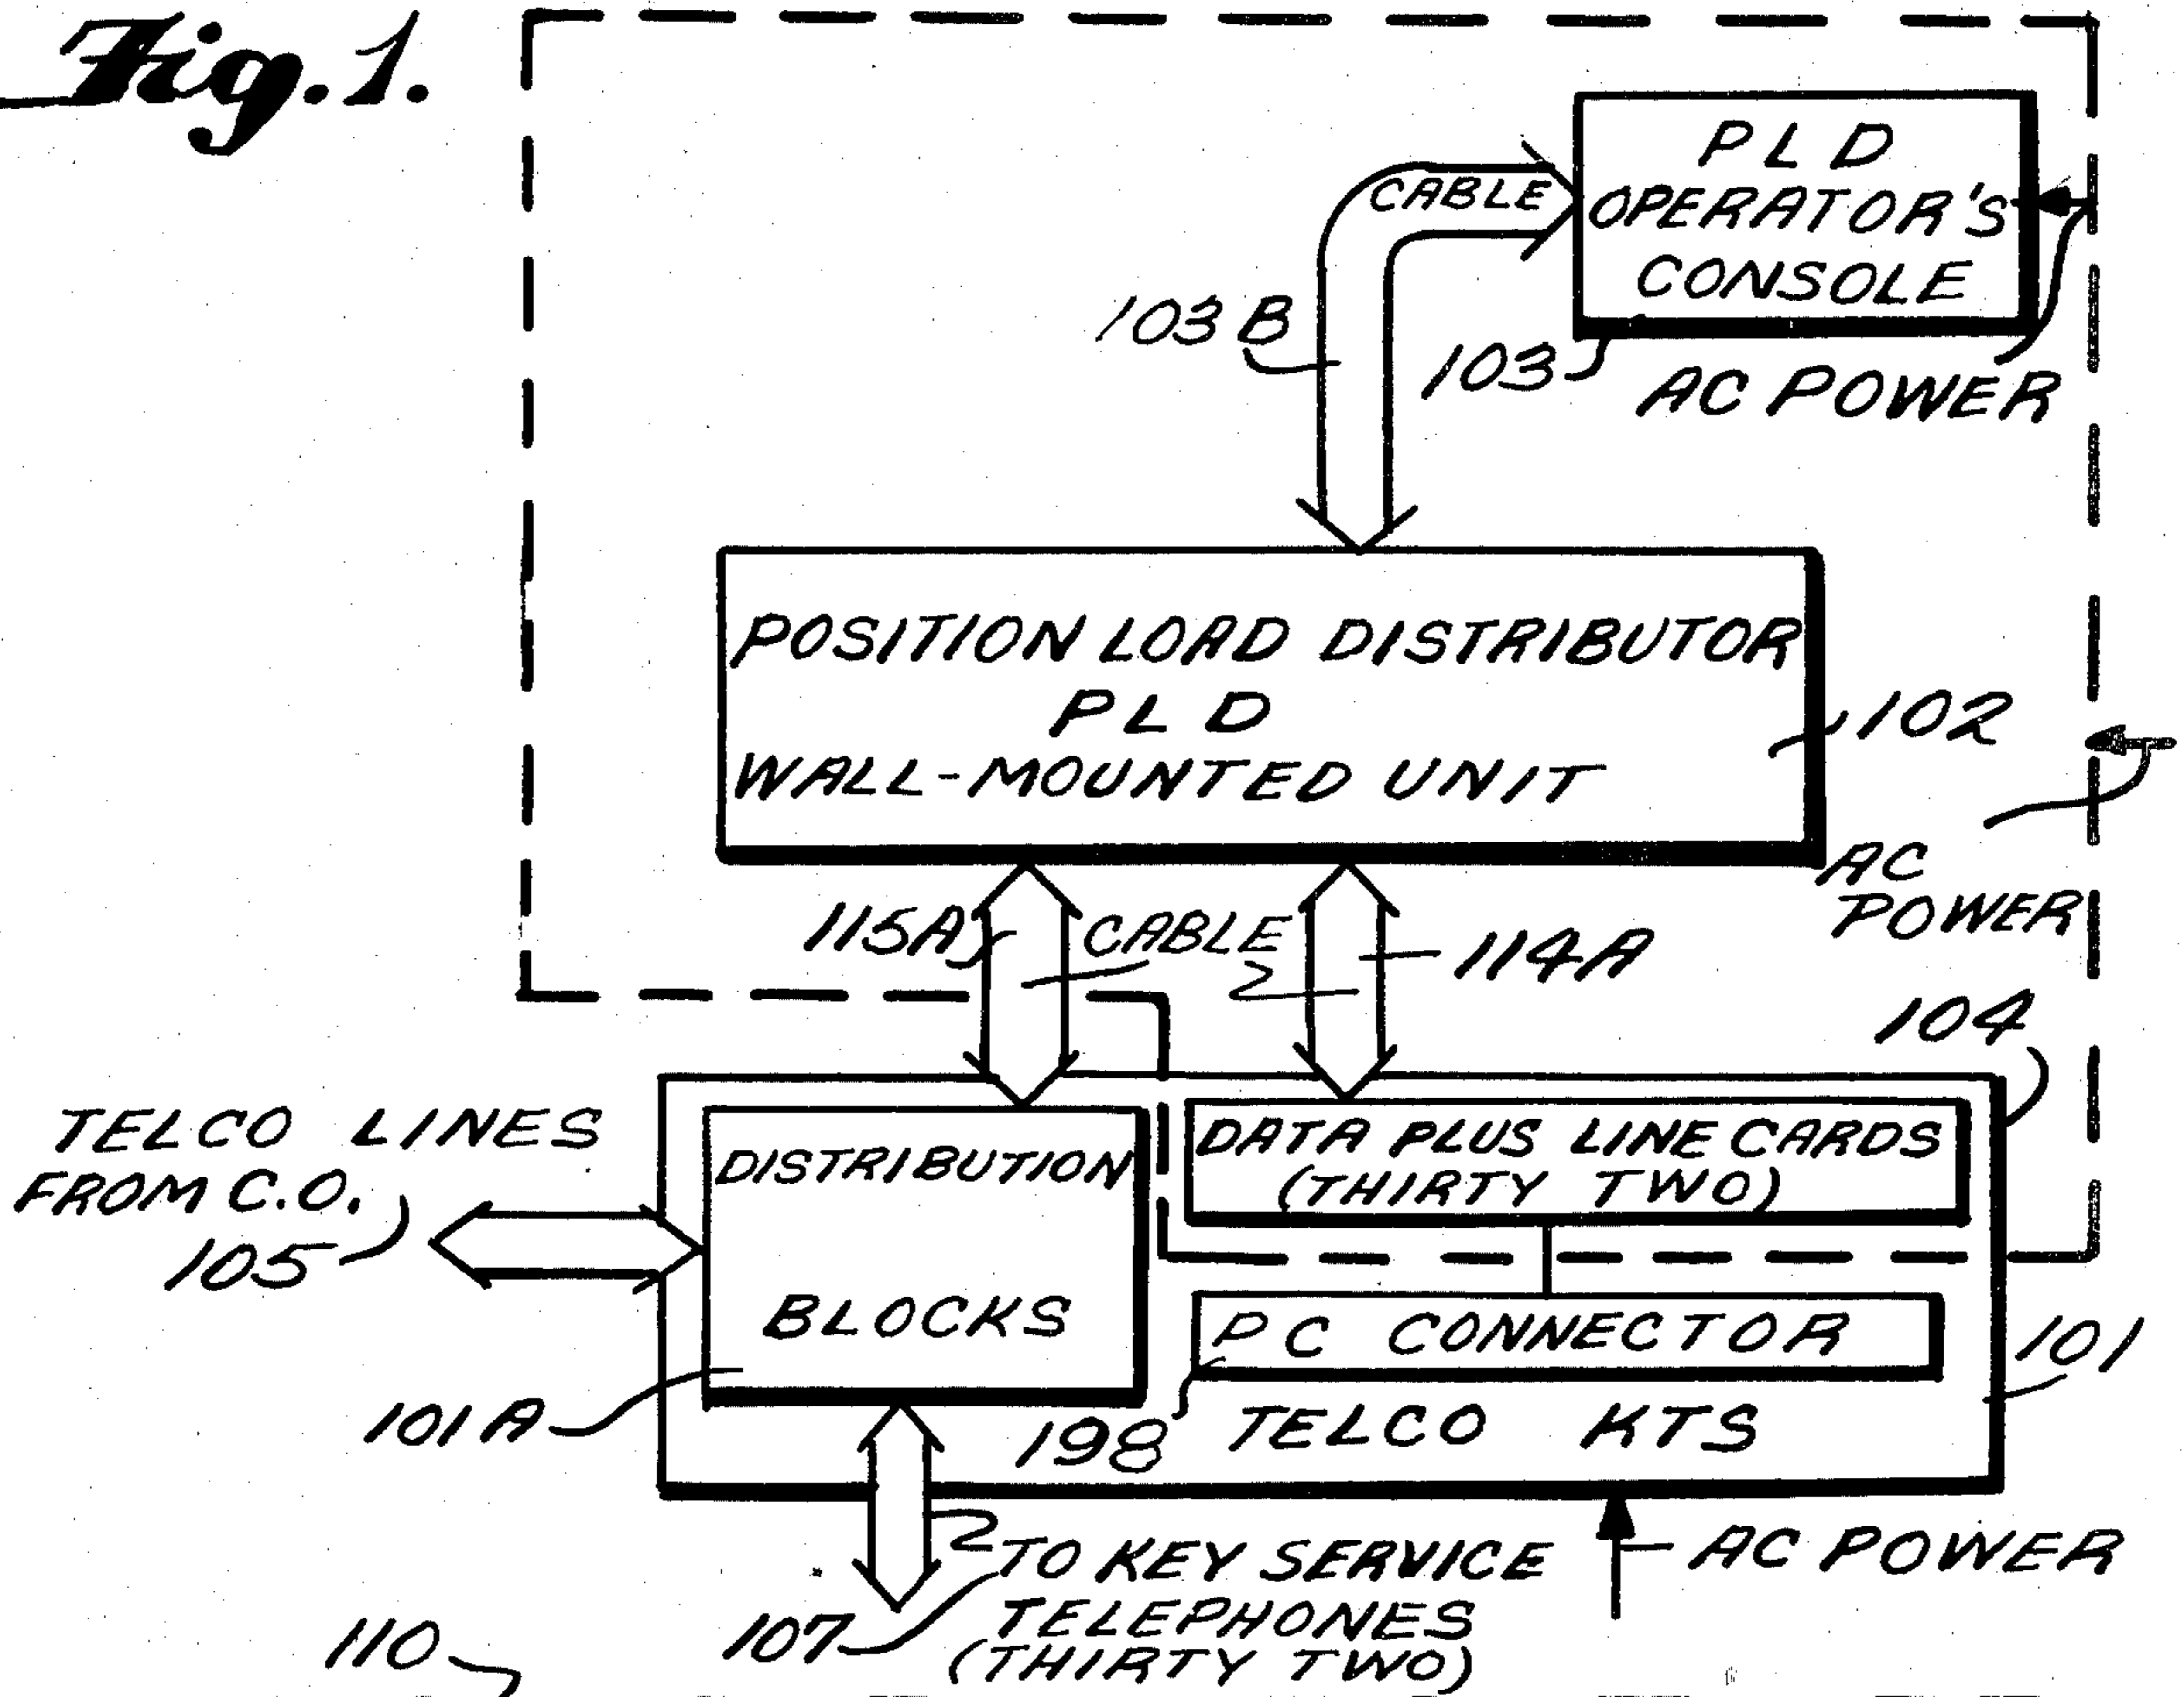 Fig. 1.
PLD
OPERATOR'S
CONSOLE
CABLE
103B
103
AC POWER
POSITION LOAD DISTRIBUTOR
PLD
WALL-MOUNTED UNIT
102
AC
POWER
115A
CABLE
114A
104
TELCO LINES
FROM C.O.
105
DISTRIBUTION
BLOCKS
DATA PLUS LINE CARDS
(THIRTY TWO)
PC CONNECTOR
101
101A
198
TELCO KTS
AC POWER
107
TO KEY SERVICE
TELEPHONES
(THIRTY TWO)
110